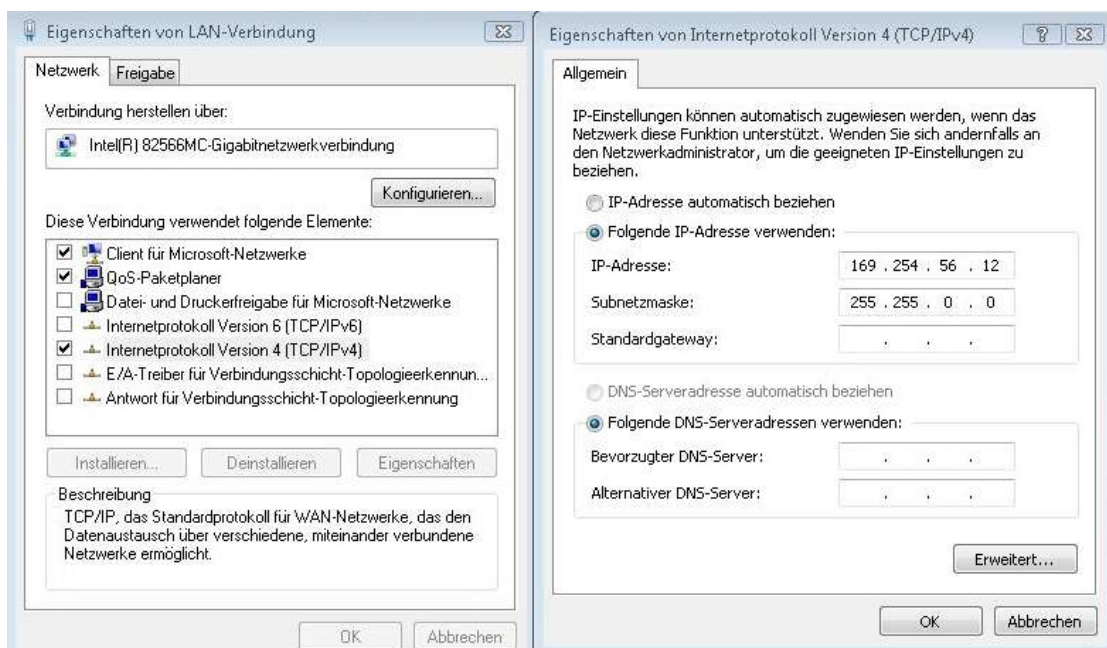 Eigenschaften von LAN-Verbindung
Netzwerk
Freigabe
Verbindung herstellen über:
Intel(R) 82566MC-Gigabitnetzwerkverbindung
Konfigurieren...
Diese Verbindung verwendet folgende Elemente:
Client für Microsoft-Netzwerke
QoS-Paketplaner
Datei- und Druckerfreigabe für Microsoft-Netzwerke
Internetprotokoll Version 6 (TCP/IPv6)
Internetprotokoll Version 4 (TCP/IPv4)
E/A-Treiber für Verbindungsschicht-Topologieerkennun...
Antwort für Verbindungsschicht-Topologieerkennung
Installieren...
Deinstallieren
Eigenschaften
Beschreibung
TCP/IP, das Standardprotokoll für WAN-Netzwerke, das den
Datenaustausch über verschiedene, miteinander verbundene
Netzwerke ermöglicht.
OK
Abbrechen
Eigenschaften von Internetprotokoll Version 4 (TCP/IPv4)
Allgemein
IP-Einstellungen können automatisch zugewiesen werden, wenn das
Netzwerk diese Funktion unterstützt. Wenden Sie sich andernfalls an
den Netzwerkadministrator, um die geeigneten IP-Einstellungen zu
beziehen.
IP-Adresse automatisch beziehen
Folgende IP-Adresse verwenden:
IP-Adresse: 169 . 254 . 56 . 12
Subnetzmaske: 255 . 255 . 0 . 0
Standardgateway: . . .
DNS-Serveradresse automatisch beziehen
Folgende DNS-Serveradressen verwenden:
Bevorzugter DNS-Server: . . .
Alternativer DNS-Server: . . .
Erweitert...
OK
Abbrechen